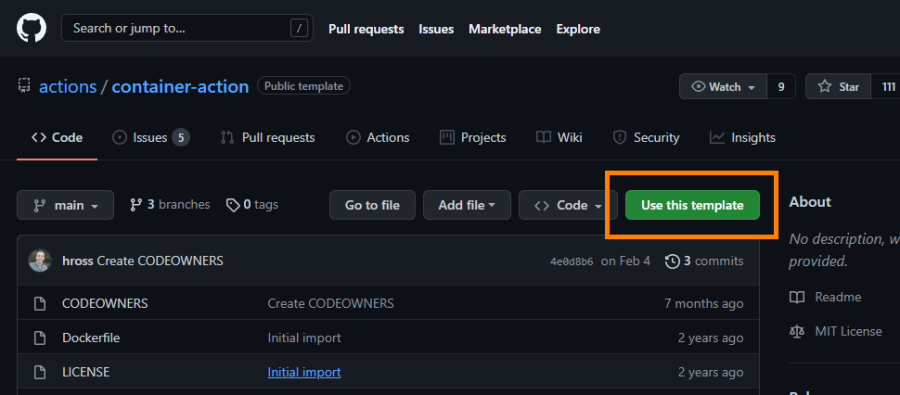 Search or jump to... / Pull requests Issues Marketplace Explore
actions / container-action Public template Watch 9 Star 111
Code Issues 5 Pull requests Actions Projects Wiki Security Insights
main 3 branches 0 tags Go to file Add file Code Use this template
About
hross Create CODEOWNERS 4e0d8b6 on Feb 4 3 commits
No description, w
provided.
CODEOWNERS Create CODEOWNERS 7 months ago
Readme
Dockerfile Initial import 2 years ago
MIT License
LICENSE Initial import 2 years ago